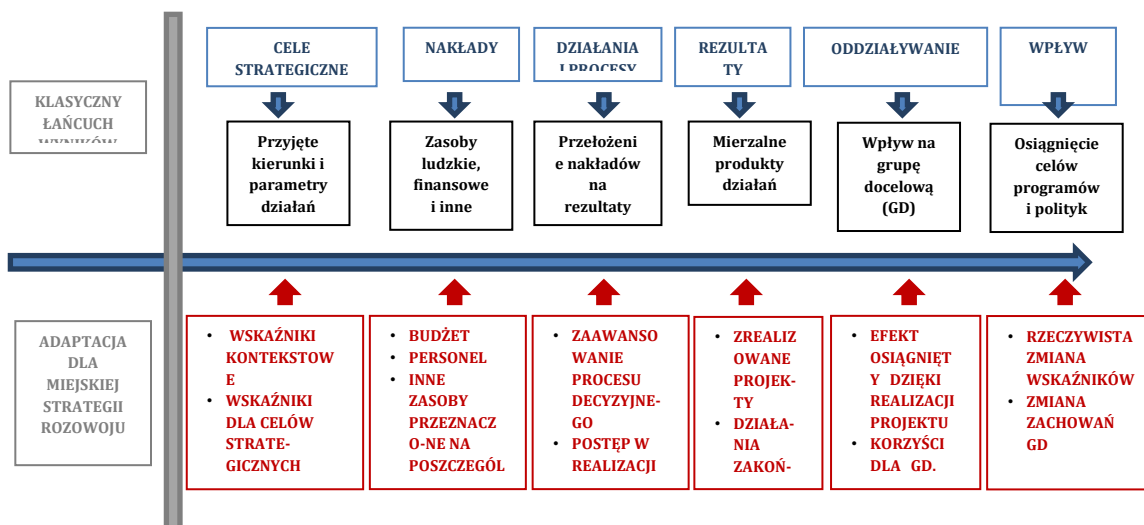 CELE
STRATEGICZNE
NAKŁADY
DZIAŁANIA
I PROCESY
REZULTA
TY
ODDZIAŁYWANIE
WPŁYW
KLASYCZNY
ŁAŃCUCH
WYNIKÓW
Przyjęte
kierunki i
parametry
działań
Zasoby
ludzkie,
finansowe
i inne
Przełożeni
e nakładów
na
rezultaty
Mierzalne
produkty
działań
Wpływ na
grupę
docelową
(GD)
Osiągnięcie
celów
programów
i polityk
ADAPTACJA
DLA
MIEJSKIEJ
STRATEGII
ROZOWOJU
• WSKAŹNIKI
KONTEKSTOW
E
• WSKAŹNIKI
DLA CELÓW
STRATE-
GICZNYCH
• BUDŻET
• PERSONEL
• INNE
ZASOBY
PRZEZNACZ
O-NE NA
POSZCZEGÓL
• ZAAWANSO
WANIE
PROCESU
DECYZYJNE-
GO
• POSTĘP W
REALIZACJI
• ZREALIZ
OWANE
PROJEK-
TY
• DZIAŁA-
NIA
ZAKOŃ-
• EFEKT
OSIĄGNIĘT
Y DZIĘKI
REALIZACJI
PROJEKTU
• KORZYŚCI
DLA GD.
• RZECZYWISTA
ZMIANA
WSKAŹNIKÓW
• ZMIANA
ZACHOWAŃ
GD